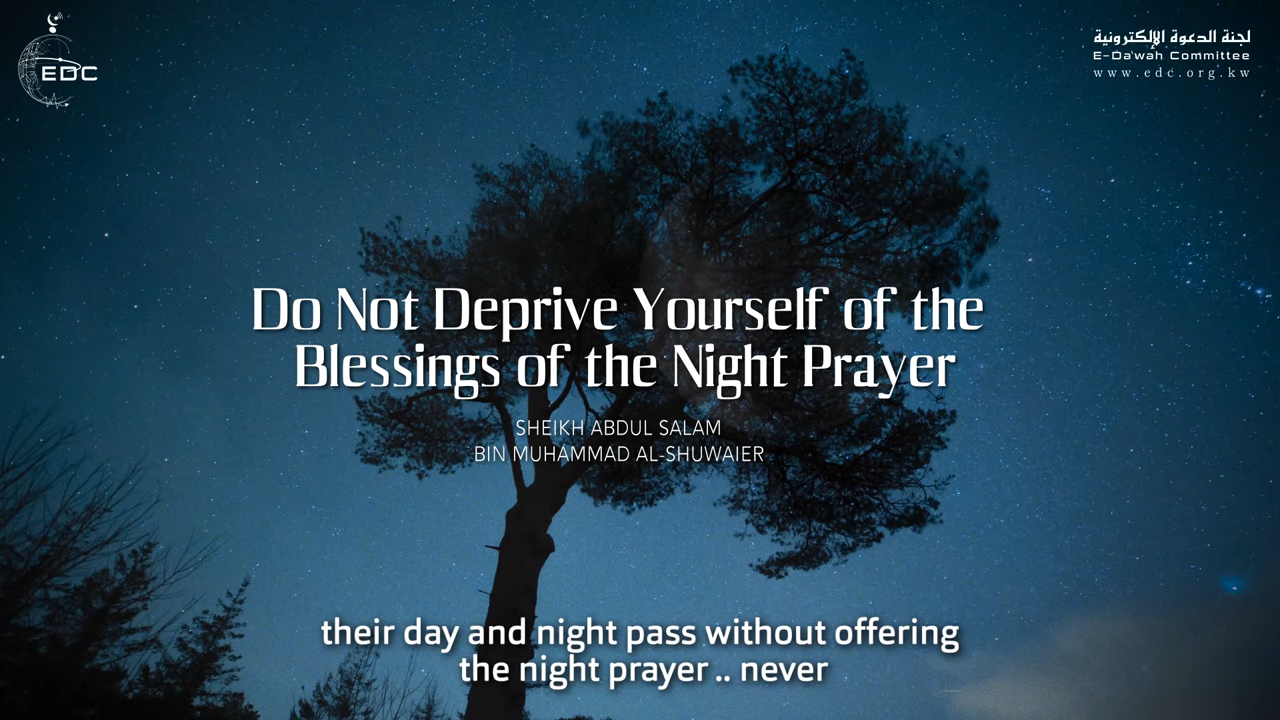 EDC
لجنة الدعوة الإلكترونية
E-Da'wah Committee
www.edc.org.kw
Do Not Deprive Yourself of the
Blessings of the Night Prayer
SHEIKH ABDUL SALAM
BIN MUHAMMAD AL-SHUWAIER
their day and night pass without offering
the night prayer .. never